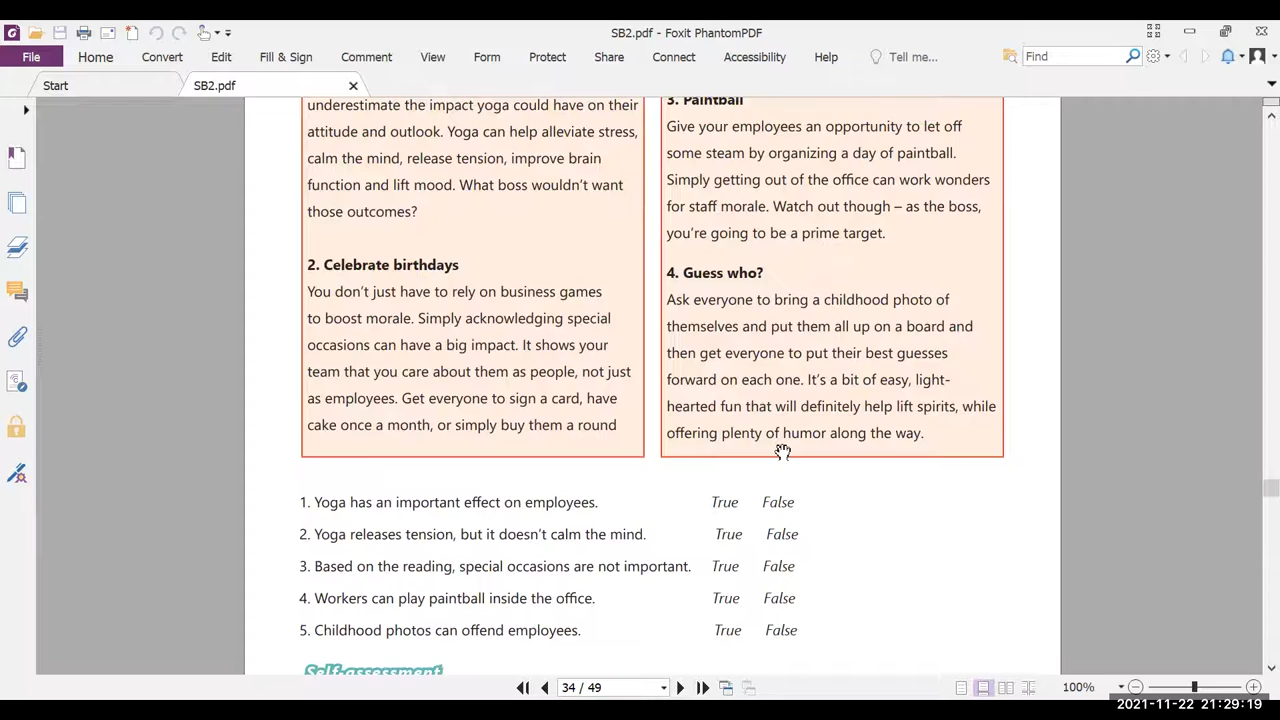 SB2.pdf - Foxit PhantomPDF
File Home Convert Edit Fill & Sign Comment View Form Protect Share Connect Accessibility Help Tell me... Find
Start SB2.pdf
underestimate the impact yoga could have on their
attitude and outlook. Yoga can help alleviate stress,
calm the mind, release tension, improve brain
function and lift mood. What boss wouldn't want
those outcomes?
2. Celebrate birthdays
You don't just have to rely on business games
to boost morale. Simply acknowledging special
occasions can have a big impact. It shows your
team that you care about them as people, not just
as employees. Get everyone to sign a card, have
cake once a month, or simply buy them a round
3. Paintball
Give your employees an opportunity to let off
some steam by organizing a day of paintball.
Simply getting out of the office can work wonders
for staff morale. Watch out though – as the boss,
you're going to be a prime target.
4. Guess who?
Ask everyone to bring a childhood photo of
themselves and put them all up on a board and
then get everyone to put their best guesses
forward on each one. It's a bit of easy, light-
hearted fun that will definitely help lift spirits, while
offering plenty of humor along the way.
1. Yoga has an important effect on employees. True False
2. Yoga releases tension, but it doesn't calm the mind. True False
3. Based on the reading, special occasions are not important. True False
4. Workers can play paintball inside the office. True False
5. Childhood photos can offend employees. True False
Self-assessment
34 / 49 100%
2021-11-22 21:29:19